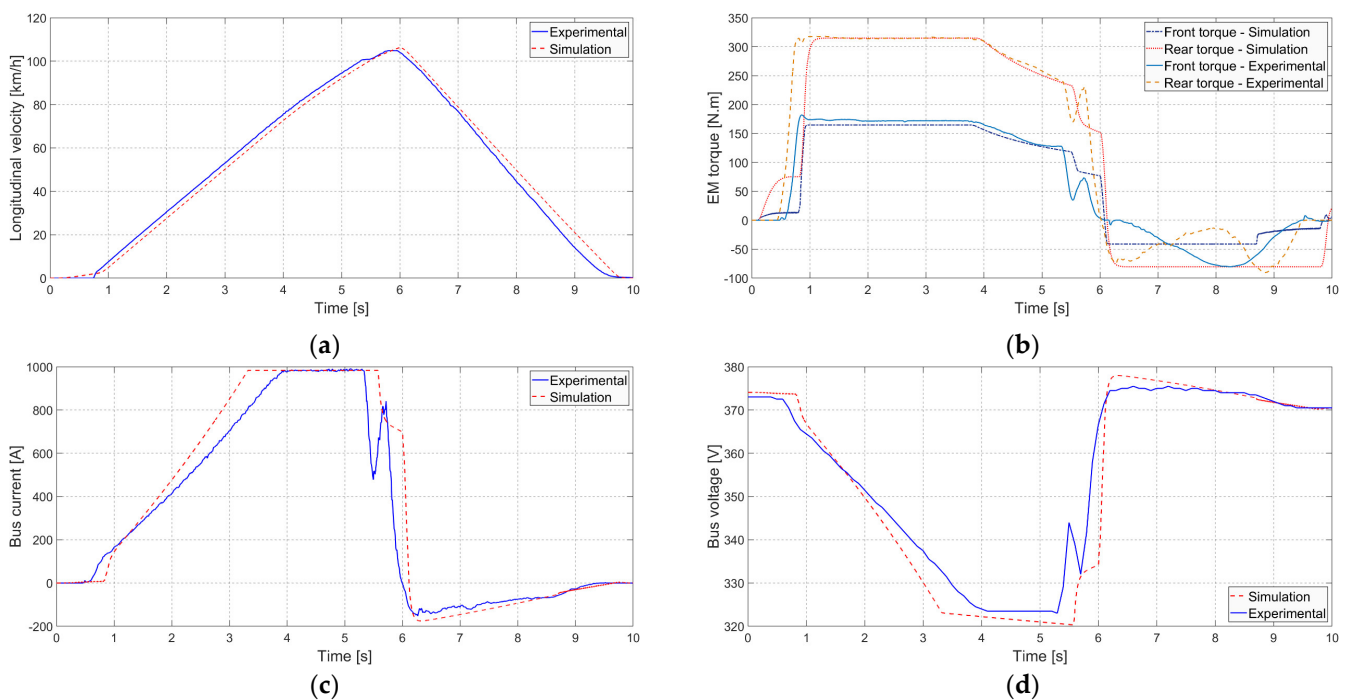 120
100
80
60
40
20
0
Longitudinal velocity [km/h]
Experimental
Simulation
0 1 2 3 4 5 6 7 8 9 10
Time [s]
(a)
350
300
250
200
150
100
50
0
-50
-100
EM torque [N.m]
Front torque - Simulation
Rear torque - Simulation
Front torque - Experimental
Rear torque - Experimental
0 1 2 3 4 5 6 7 8 9 10
Time [s]
(b)
1000
800
600
400
200
0
-200
Bus current [A]
Experimental
Simulation
0 1 2 3 4 5 6 7 8 9 10
Time [s]
(c)
380
370
360
350
340
330
320
Bus voltage [V]
Simulation
Experimental
0 1 2 3 4 5 6 7 8 9 10
Time [s]
(d)